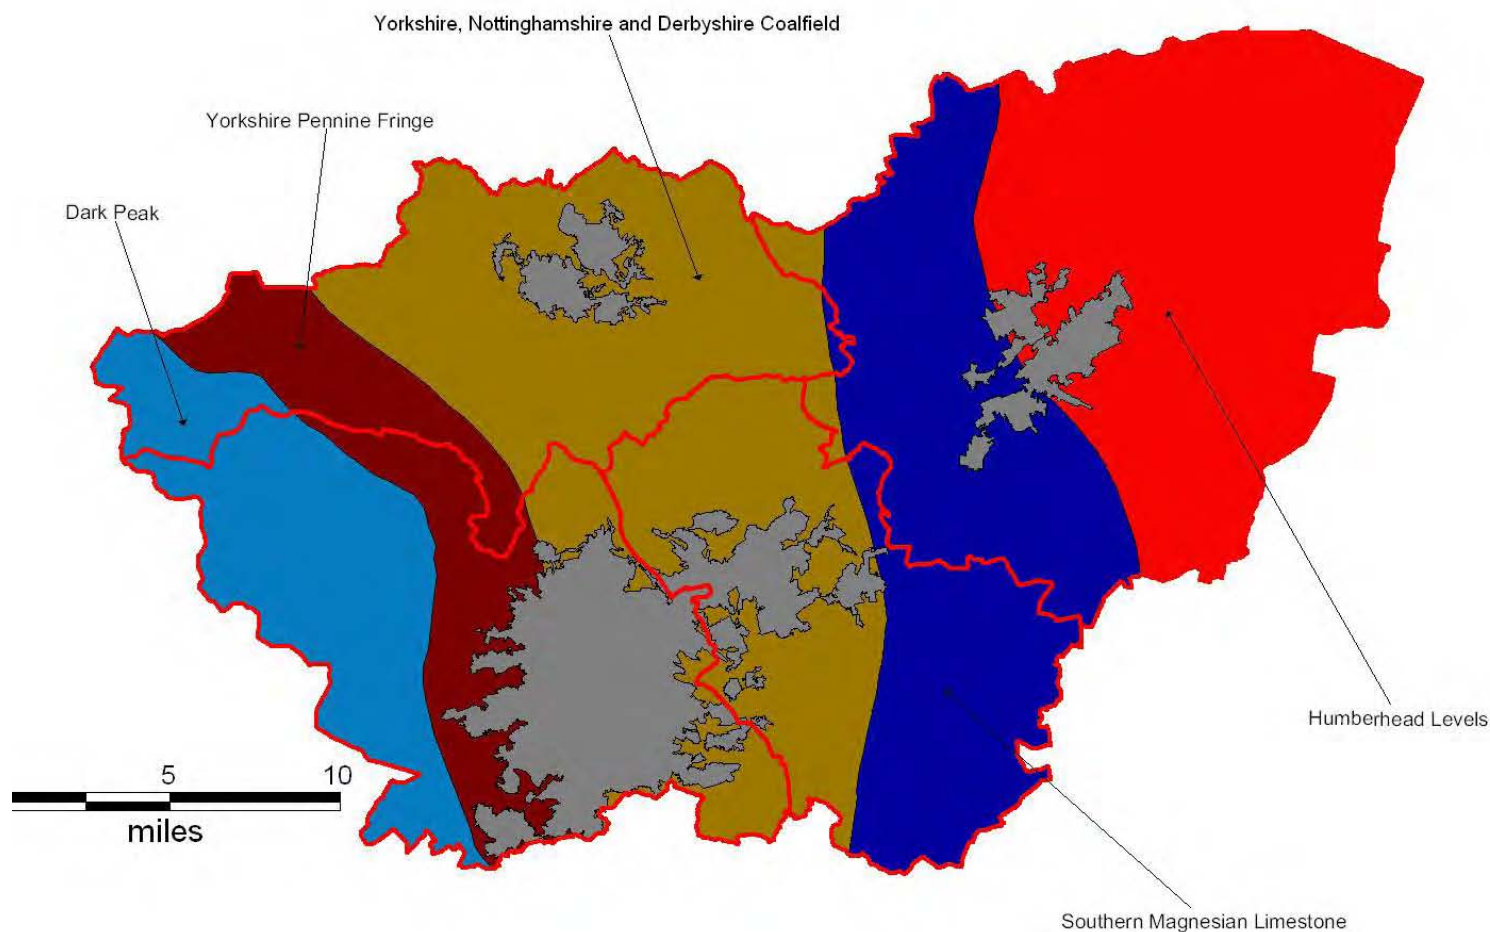 Yorkshire, Nottinghamshire and Derbyshire Coalfield
Yorkshire Pennine Fringe
Dark Peak
Humberhead Levels
5 10
miles
Southern Magnesian Limestone